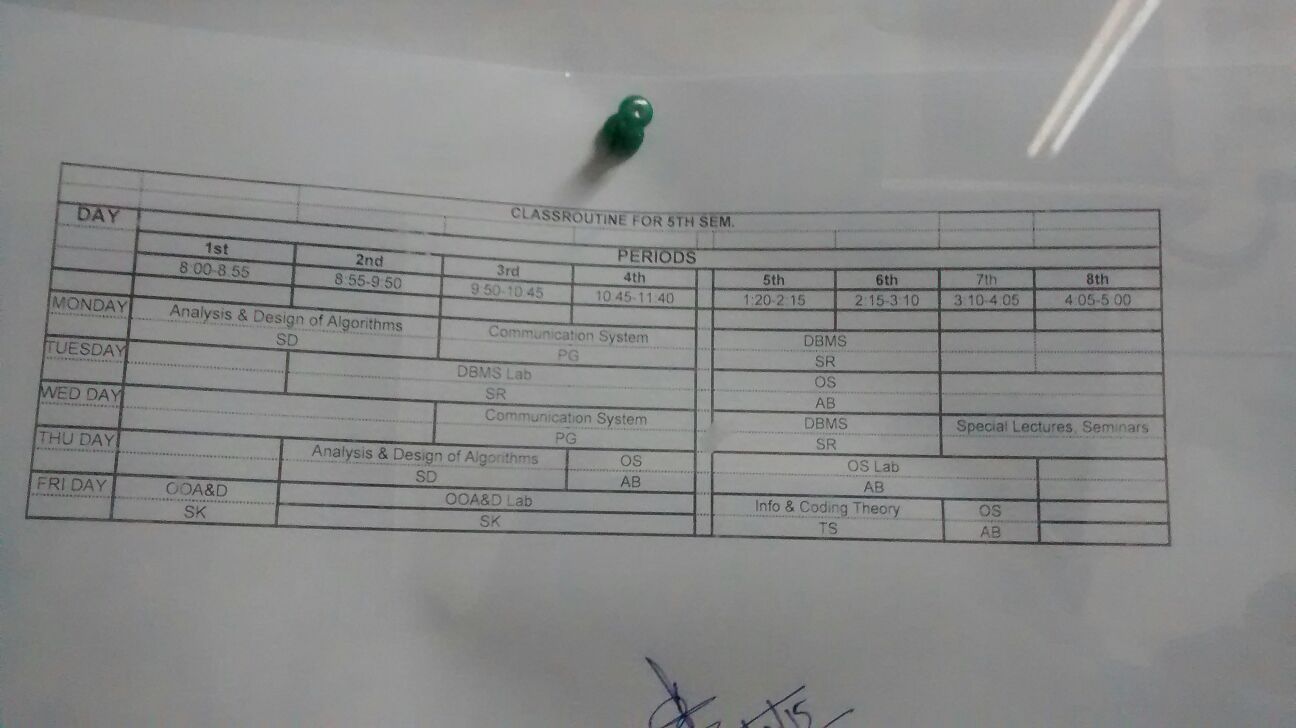 CLASSROUTINE FOR 5TH SEM.
DAY PERIODS
1st 2nd 3rd 4th 5th 6th 7th 8th
8:00-8.55 8:55-9:50 9.50-10.45 10.45-11:40 1:20-2:15 2:15-3:10 3:10-4.05 4.05-5.00
MONDAY Analysis & Design of Algorithms Communication System DBMS
SD PG SR
TUESDAY DBMS Lab OS
SR AB
WED DAY Communication System DBMS Special Lectures, Seminars
PG SR
THU DAY Analysis & Design of Algorithms OS OS Lab
SD AB AB
FRI DAY OOA&D OOA&D Lab Info & Coding Theory OS
SK SK TS AB